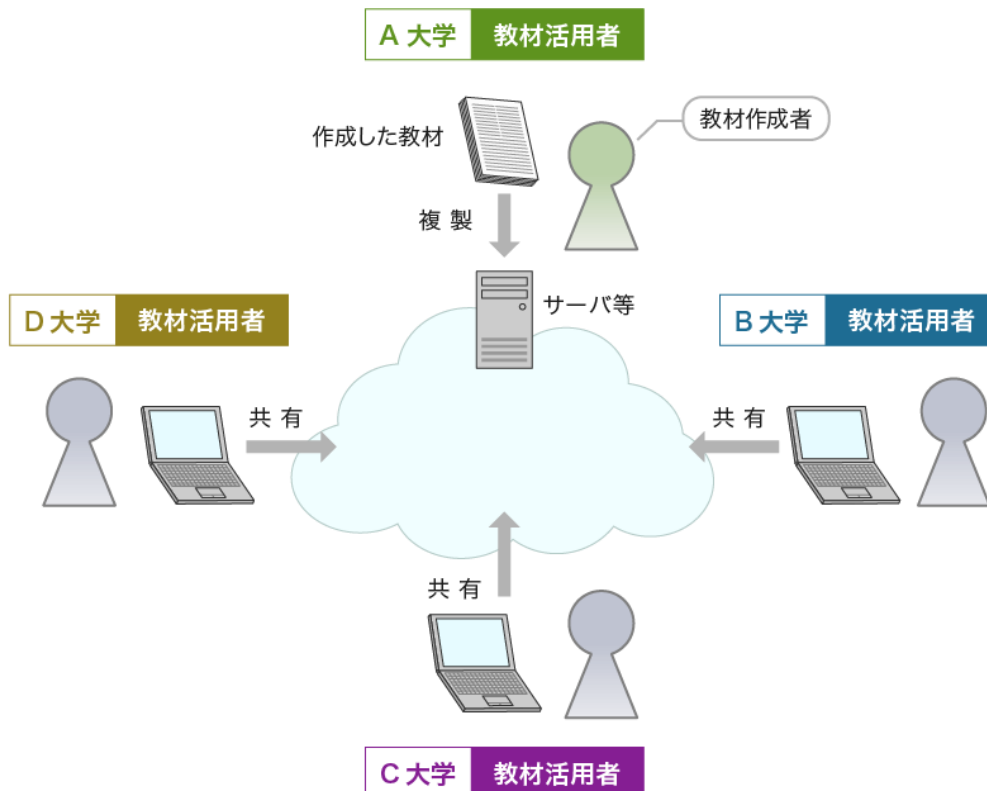 A 大学 教材活用者
作成した教材
教材作成者
複製
サーバ等
D 大学 教材活用者
B 大学 教材活用者
共有
共有
共有
C 大学 教材活用者